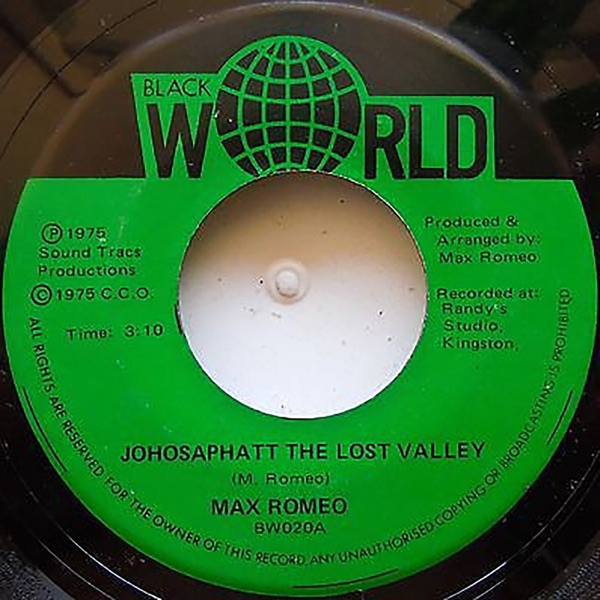 BLACK
WORLD
Ⓟ 1975
Sound Tracs
Productions
© 1975 C.C.O.
Time: 3:10
Produced &
Arranged by:
Max Romeo
Recorded at:
Randy's
Studio,
Kingston,
JOHOSAPHATT THE LOST VALLEY
(M. Romeo)
MAX ROMEO
BW020A
ALL RIGHTS ARE RESERVED FOR THE OWNER OF THIS RECORD. ANY UNAUTHORISED COPYING OR BROADCASTING IS PROHIBITED